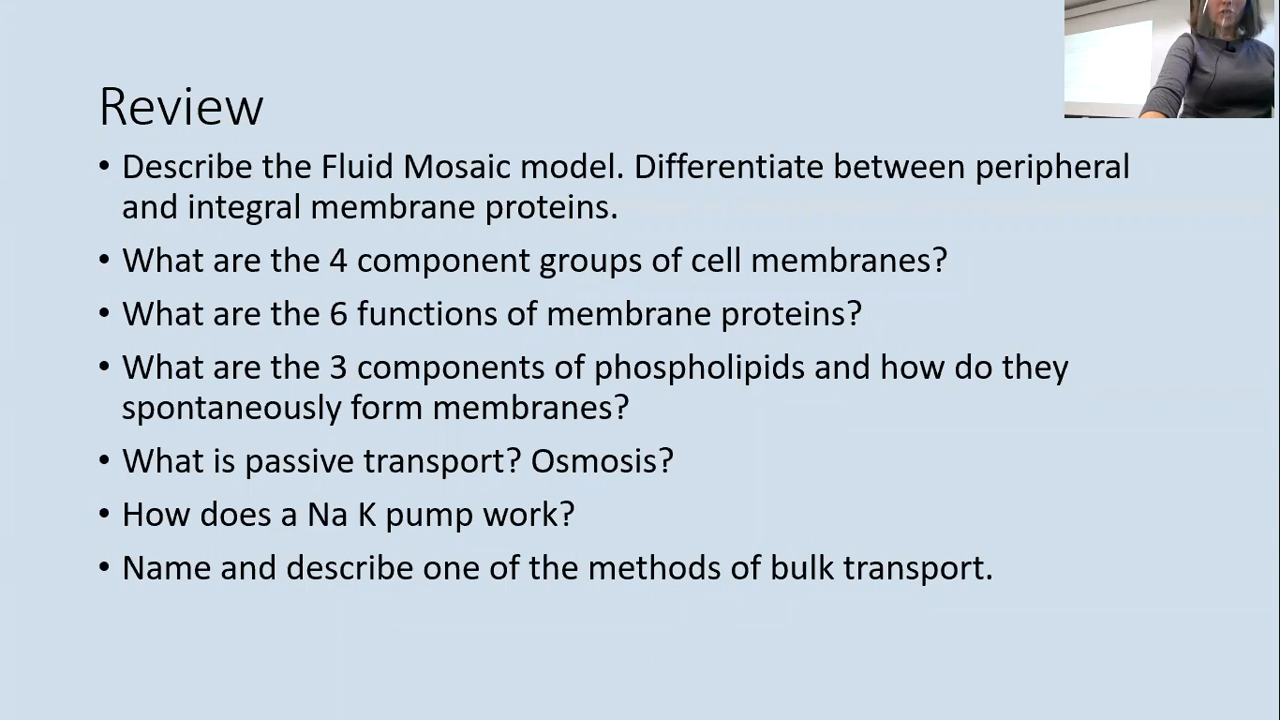 Review
• Describe the Fluid Mosaic model. Differentiate between peripheral
and integral membrane proteins.
• What are the 4 component groups of cell membranes?
• What are the 6 functions of membrane proteins?
• What are the 3 components of phospholipids and how do they
spontaneously form membranes?
• What is passive transport? Osmosis?
• How does a Na K pump work?
• Name and describe one of the methods of bulk transport.